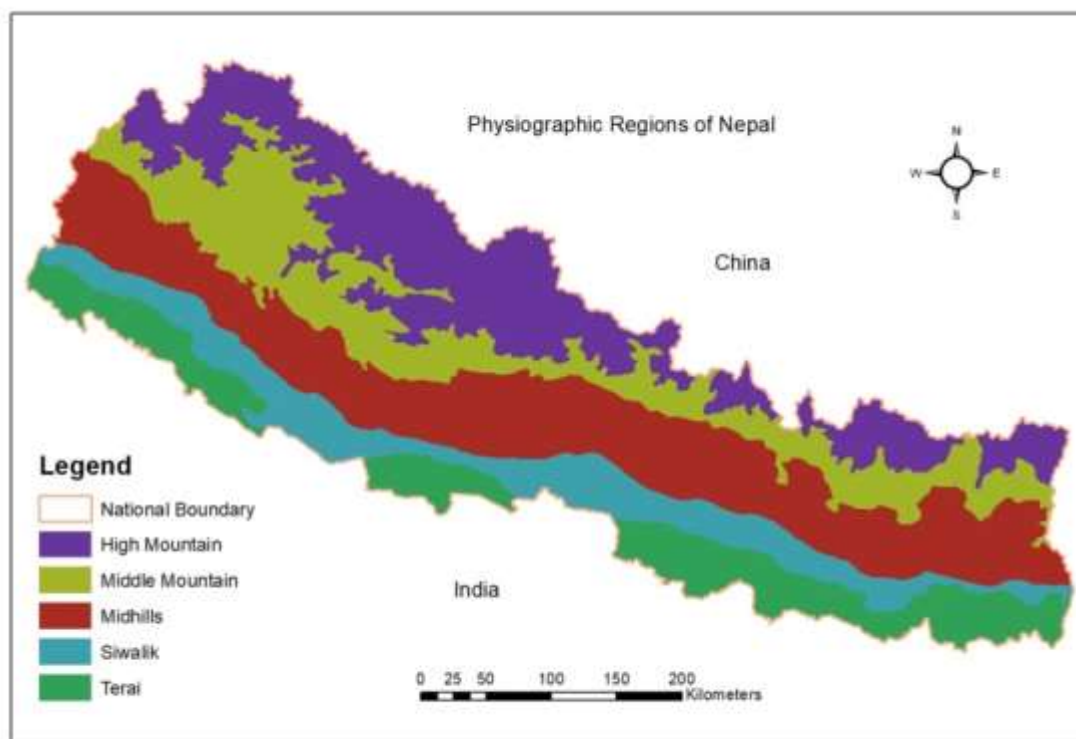 Physiographic Regions of Nepal
N
W E
S
China
India
Legend
National Boundary
High Mountain
Middle Mountain
Midhills
Siwalik
Terai
0 25 50 100 150 200
Kilometers